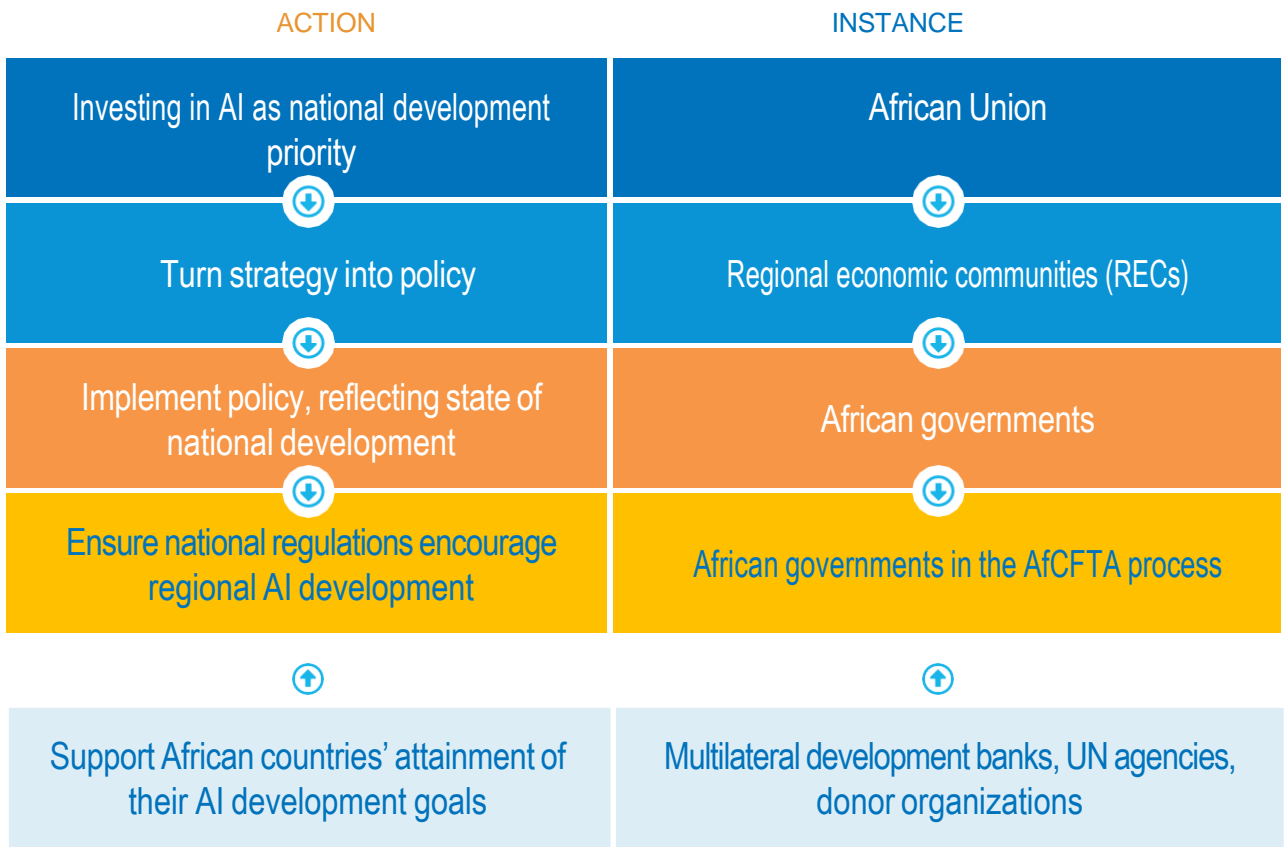 ACTION
INSTANCE
Investing in AI as national development
priority
African Union
Turn strategy into policy
Regional economic communities (RECs)
Implement policy, reflecting state of
national development
African governments
Ensure national regulations encourage
regional AI development
African governments in the AfCFTA process
Support African countries’ attainment of
their AI development goals
Multilateral development banks, UN agencies,
donor organizations